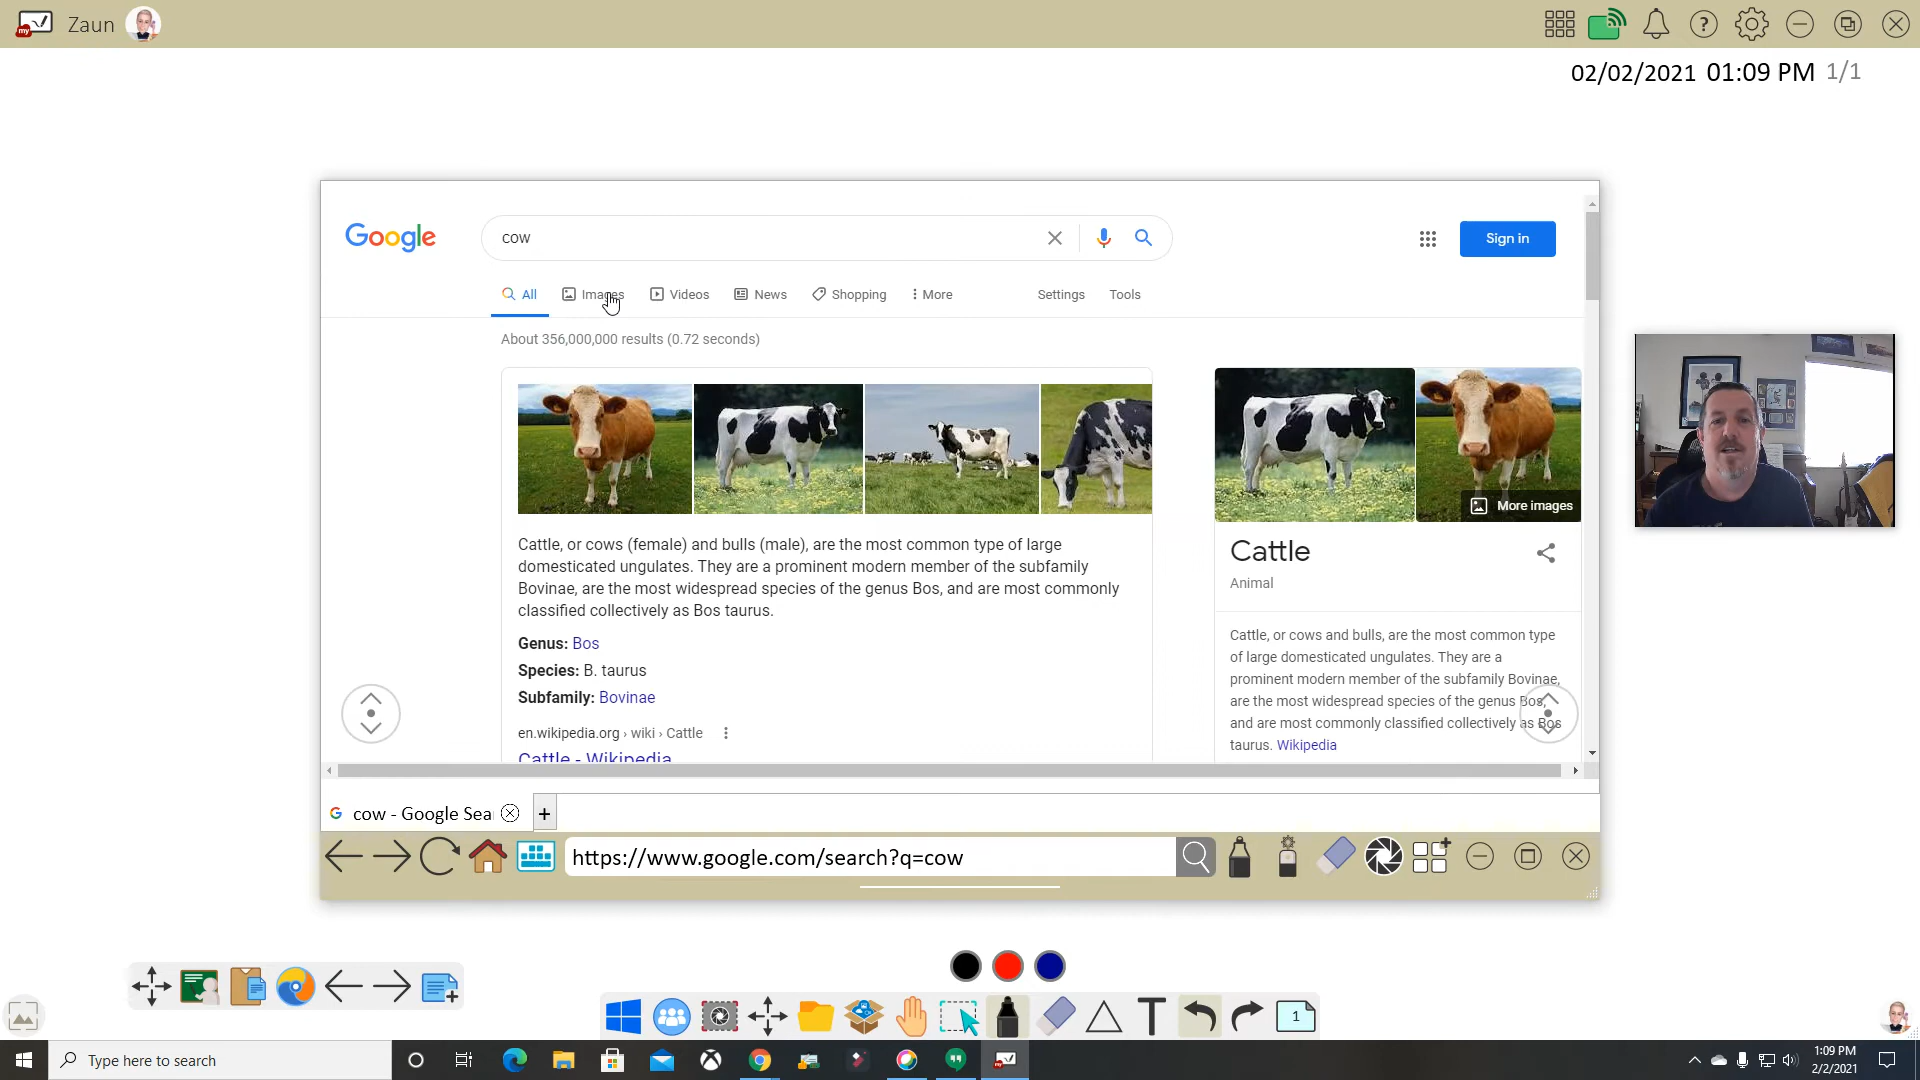 my
Zaun
02/02/2021 01:09 PM 1/1
Google
cow
Sign in
All Images Videos News Shopping More Settings Tools
About 356,000,000 results (0.72 seconds)
Cattle, or cows (female) and bulls (male), are the most common type of large
domesticated ungulates. They are a prominent modern member of the subfamily
Bovinae, are the most widespread species of the genus Bos, and are most commonly
classified collectively as Bos taurus.
Genus: Bos
Species: B. taurus
Subfamily: Bovinae
en.wikipedia.org › wiki › Cattle
Cattle - Wikipedia
More images
Cattle
Animal
Cattle, or cows and bulls, are the most common type
of large domesticated ungulates. They are a
prominent modern member of the subfamily Bovinae,
are the most widespread species of the genus Bos,
and are most commonly classified collectively as Bos
taurus. Wikipedia
cow - Google Sea
https://www.google.com/search?q=cow
T
1
Type here to search
1:09 PM
2/2/2021